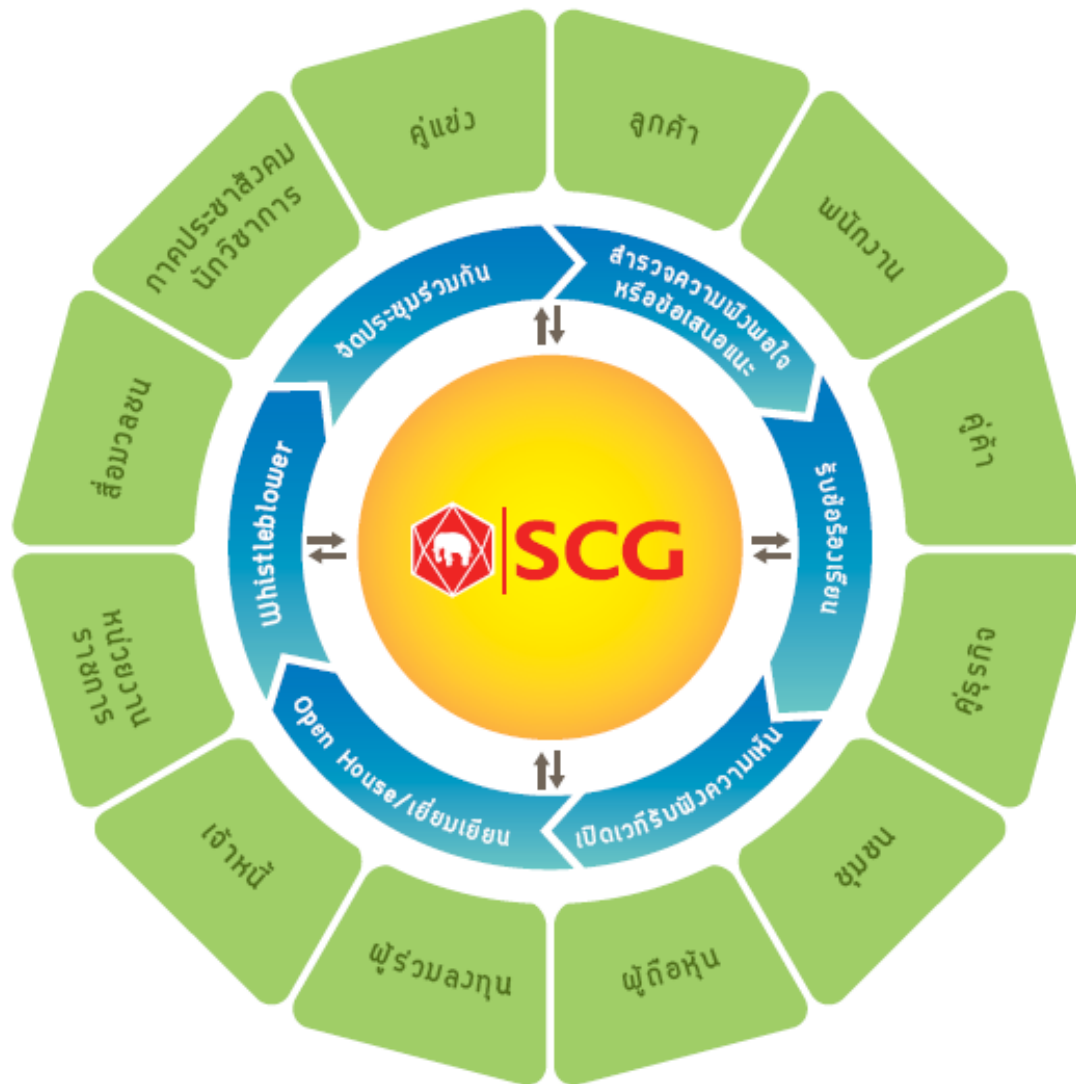 คู่แข่ง
ลูกค้า
พนักงาน
คู่ค้า
คู่ธุรกิจ
ชุมชน
ผู้ถือหุ้น
ผู้ร่วมลงทุน
เจ้าหนี้
หน่วยงาน
ราชการ
สื่อมวลชน
ภาคประชาสังคม
นักวิชาการ
จัดประชุมร่วมกัน
สำรวจความพึงพอใจ
หรือข้อเสนอแนะ
รับข้อร้องเรียน
เปิดเวทีรับฟังความเห็น
Open House/เยี่ยมเยียน
Whistleblower
SCG